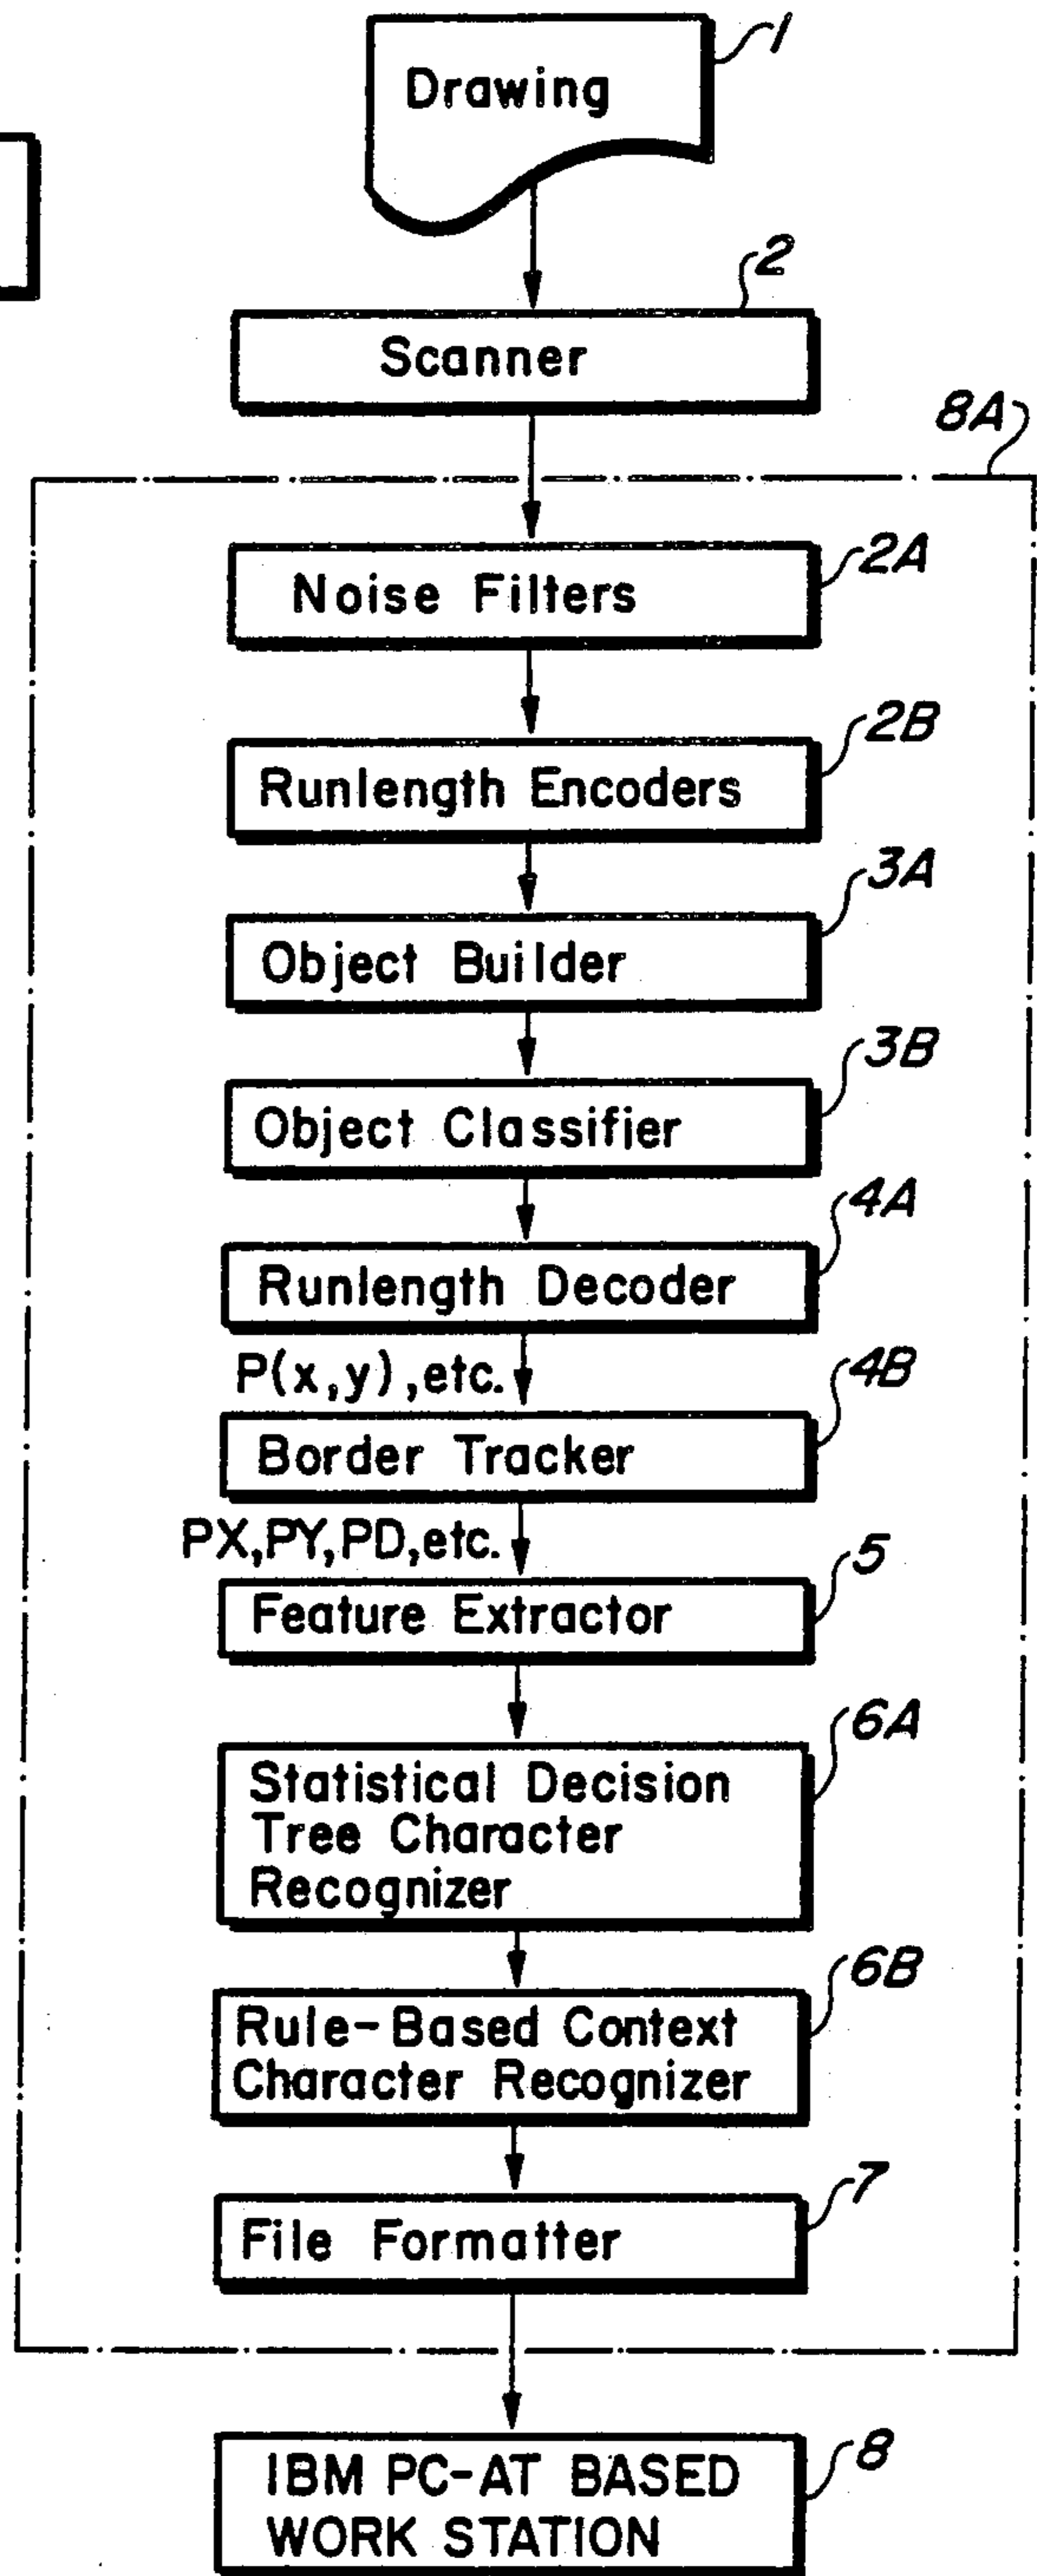 1
Drawing
2
Scanner
8A
2A
Noise Filters
2B
Runlength Encoders
3A
Object Builder
3B
Object Classifier
4A
Runlength Decoder
P(x,y),etc.
4B
Border Tracker
PX,PY,PD,etc.
5
Feature Extractor
6A
Statistical Decision
Tree Character
Recognizer
6B
Rule-Based Context
Character Recognizer
7
File Formatter
8
IBM PC-AT BASED
WORK STATION